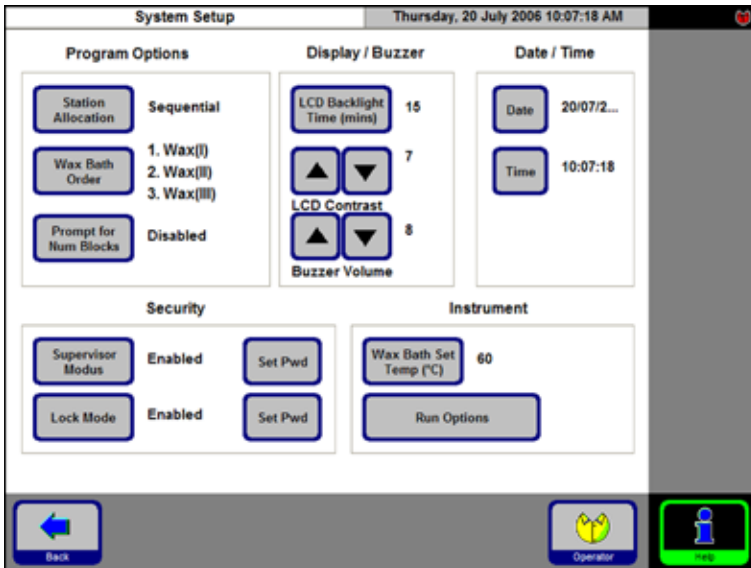 System Setup
Thursday, 20 July 2006 10:07:18 AM
Program Options
Display / Buzzer
Date / Time
Station
Allocation
Sequential
Wax Bath
Order
1. Wax(I)
2. Wax(II)
3. Wax(III)
Prompt for
Num Blocks
Disabled
LCD Backlight
Time (mins)
15
7
LCD Contrast
8
Buzzer Volume
Date
20/07/2...
Time
10:07:18
Security
Instrument
Supervisor
Modus
Enabled
Set Pwd
Lock Mode
Enabled
Set Pwd
Wax Bath Set
Temp (°C)
60
Run Options
Back
Operator
Help